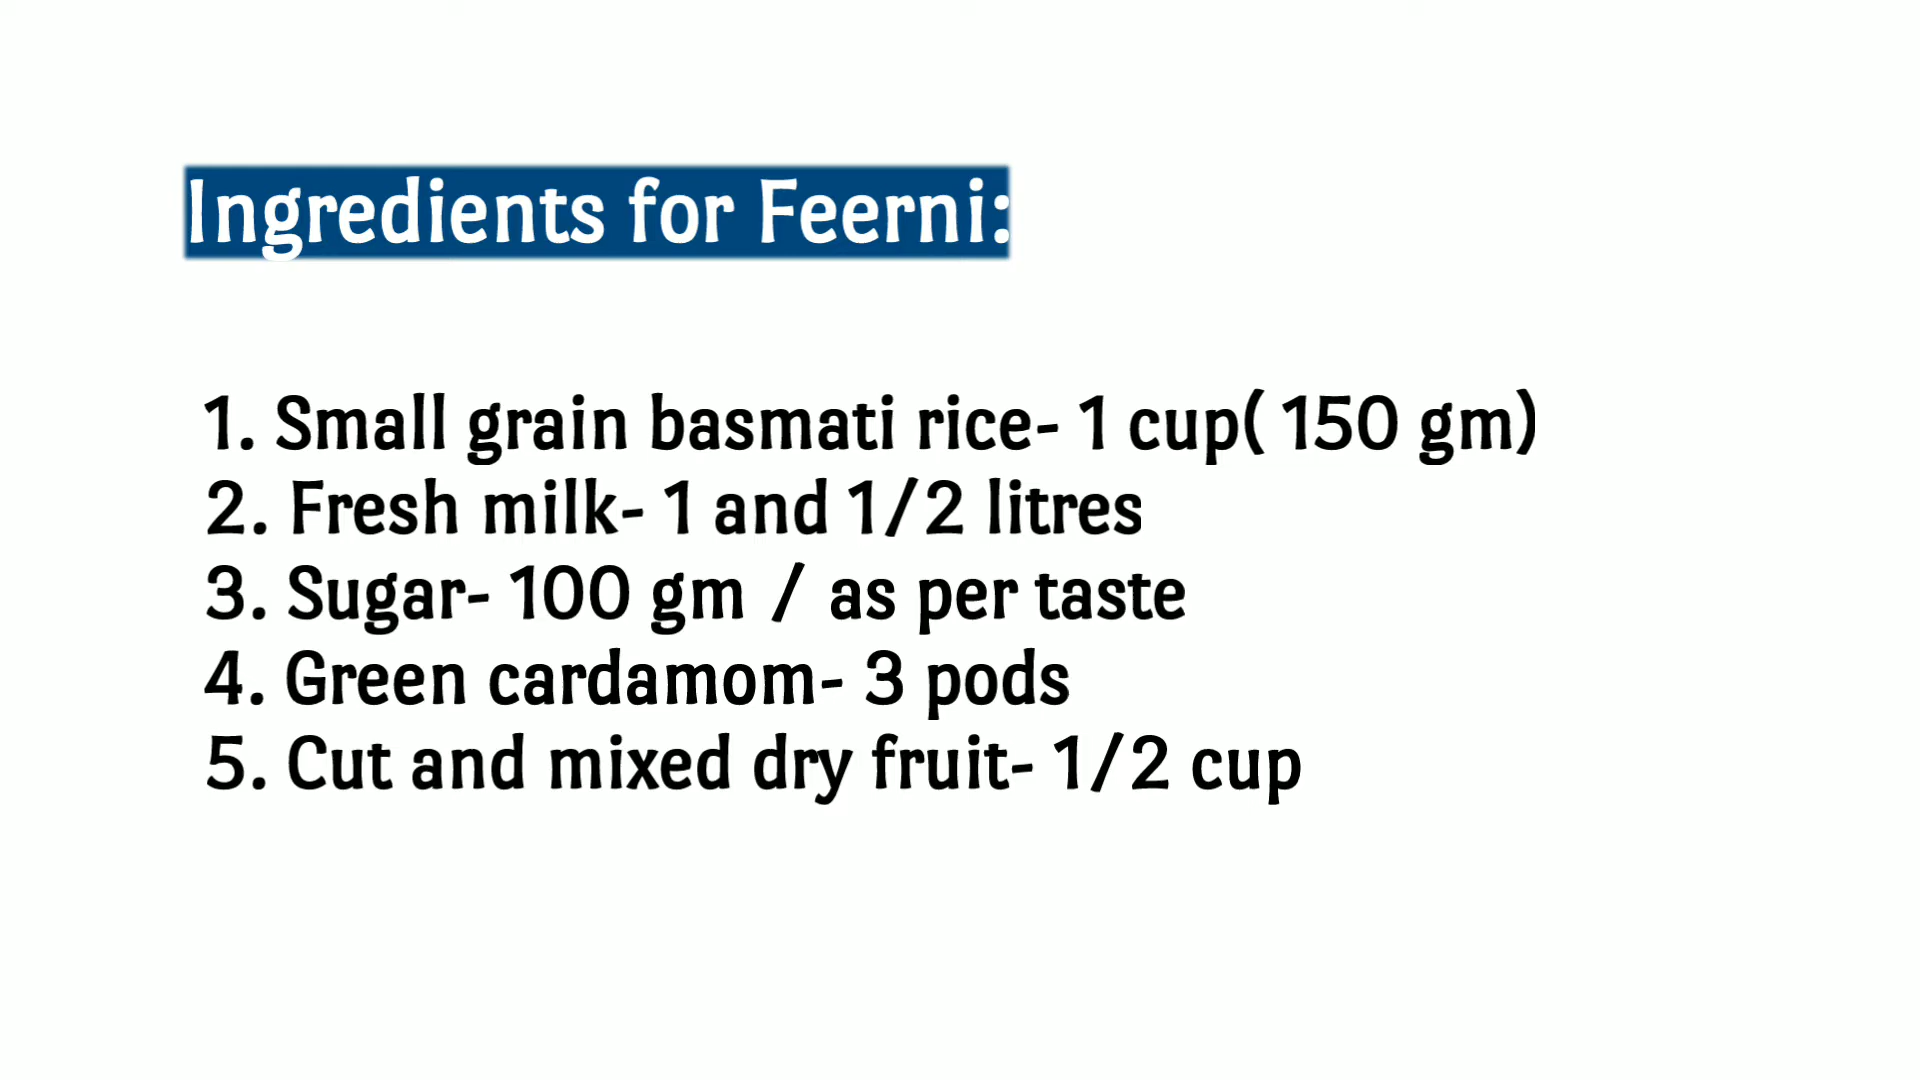 Ingredients for Feerni:
1. Small grain basmati rice- 1 cup( 150 gm)
2. Fresh milk- 1 and 1/2 litres
3. Sugar- 100 gm / as per taste
4. Green cardamom- 3 pods
5. Cut and mixed dry fruit- 1/2 cup